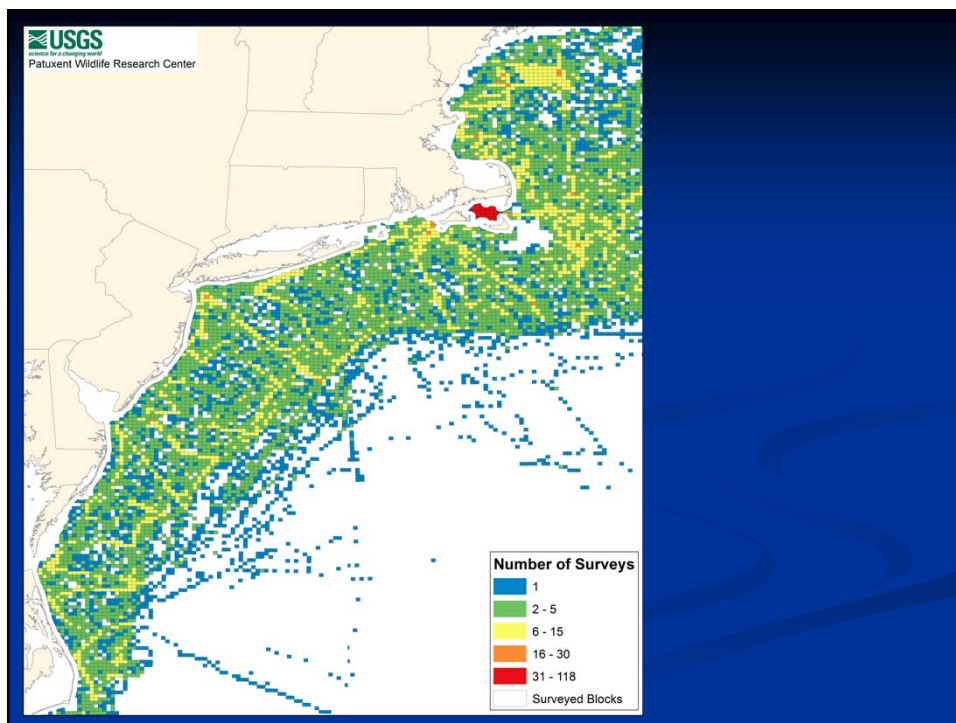 USGS
science for a changing world
Patuxent Wildlife Research Center
Number of Surveys
1
2 - 5
6 - 15
16 - 30
31 - 118
Surveyed Blocks